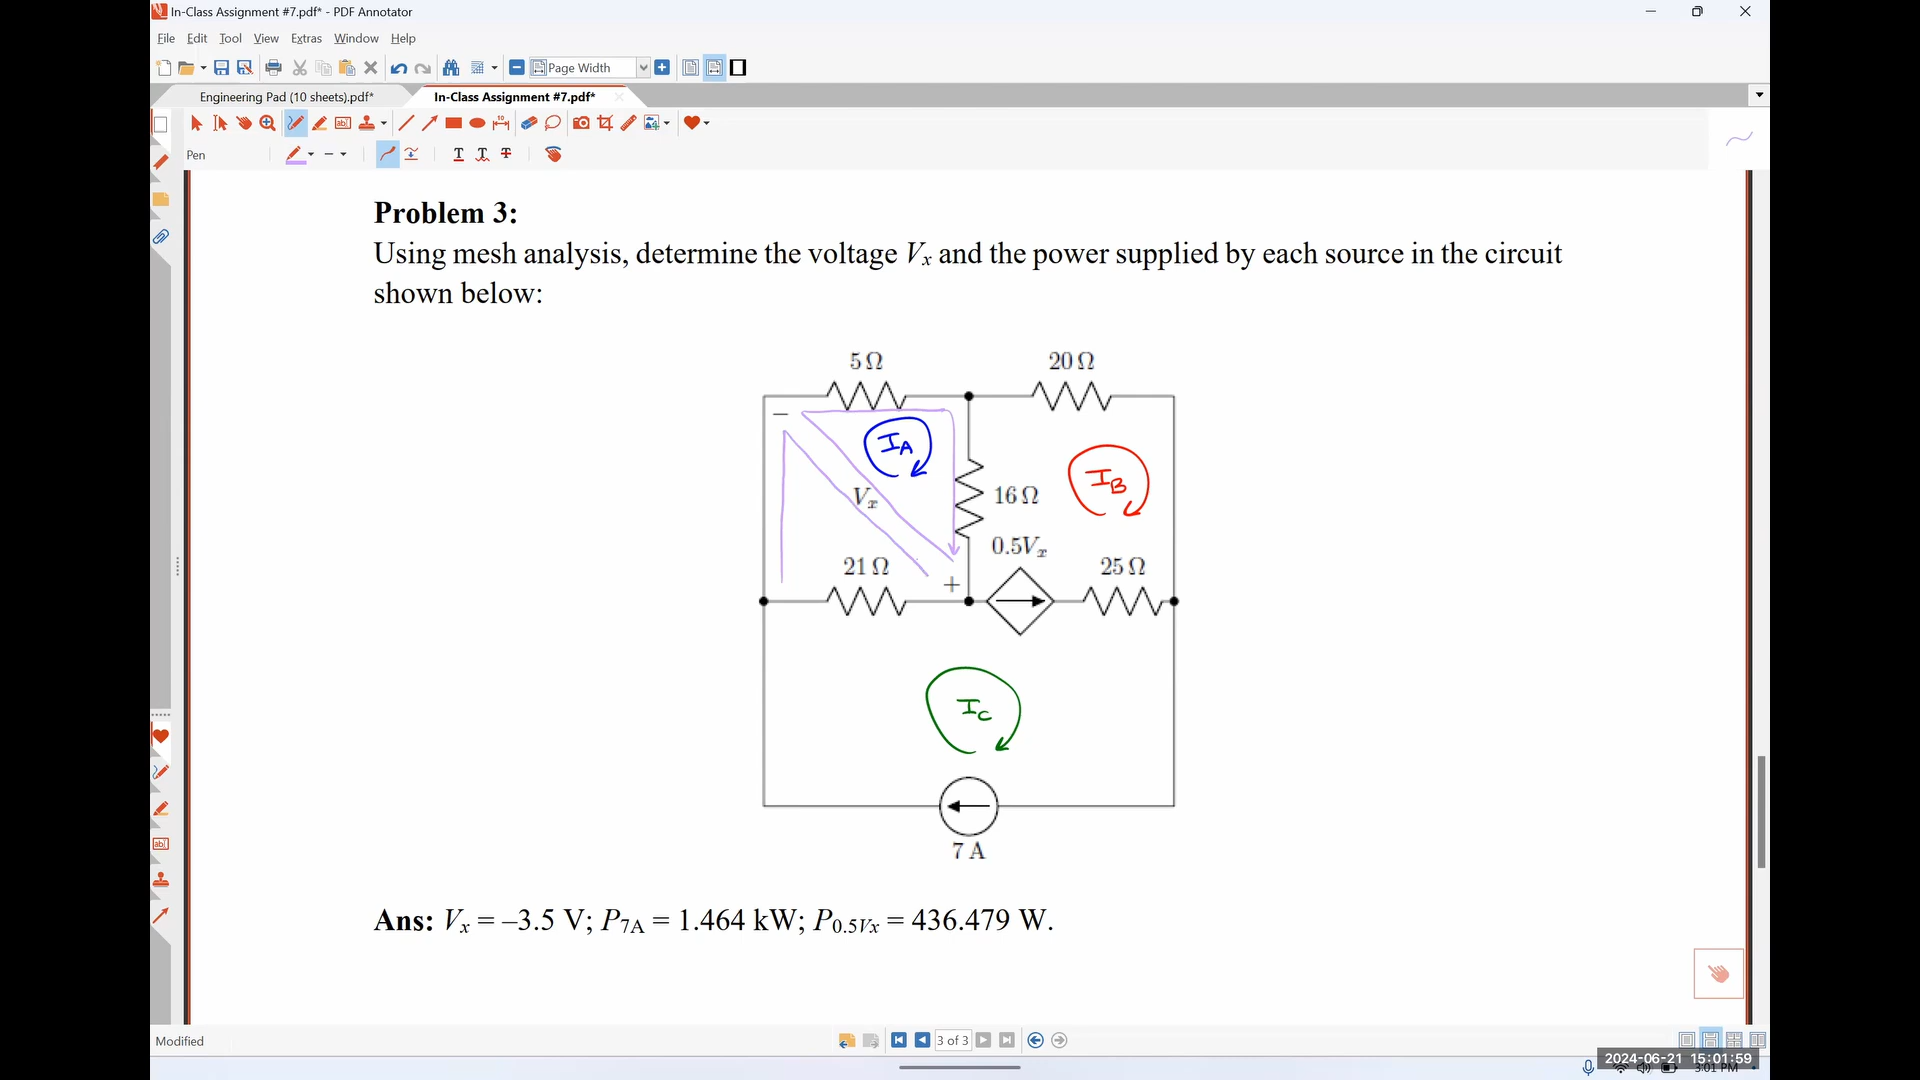 In-Class Assignment #7.pdf* - PDF Annotator
File Edit Tool View Extras Window Help
Page Width
Engineering Pad (10 sheets).pdf* In-Class Assignment #7.pdf*
Pen
Problem 3:
Using mesh analysis, determine the voltage Vx and the power supplied by each source in the circuit
shown below:
5 Ω 20 Ω
−
IA
IB
Vx
16 Ω
0.5Vx
21 Ω 25 Ω
+
IC
7 A
Ans: Vx = –3.5 V; P7A = 1.464 kW; P0.5Vx = 436.479 W.
Modified 3 of 3
2024-06-21 15:01:59
3:01 PM